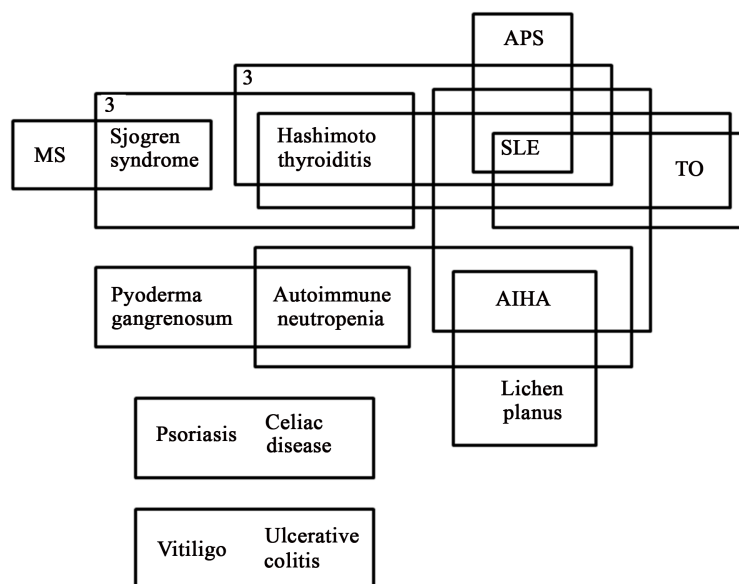 APS
3
3
MS
Sjogren
syndrome
Hashimoto
thyroiditis
SLE
TO
Pyoderma
gangrenosum
Autoimmune
neutropenia
AIHA
Lichen
planus
Psoriasis
Celiac
disease
Vitiligo
Ulcerative
colitis